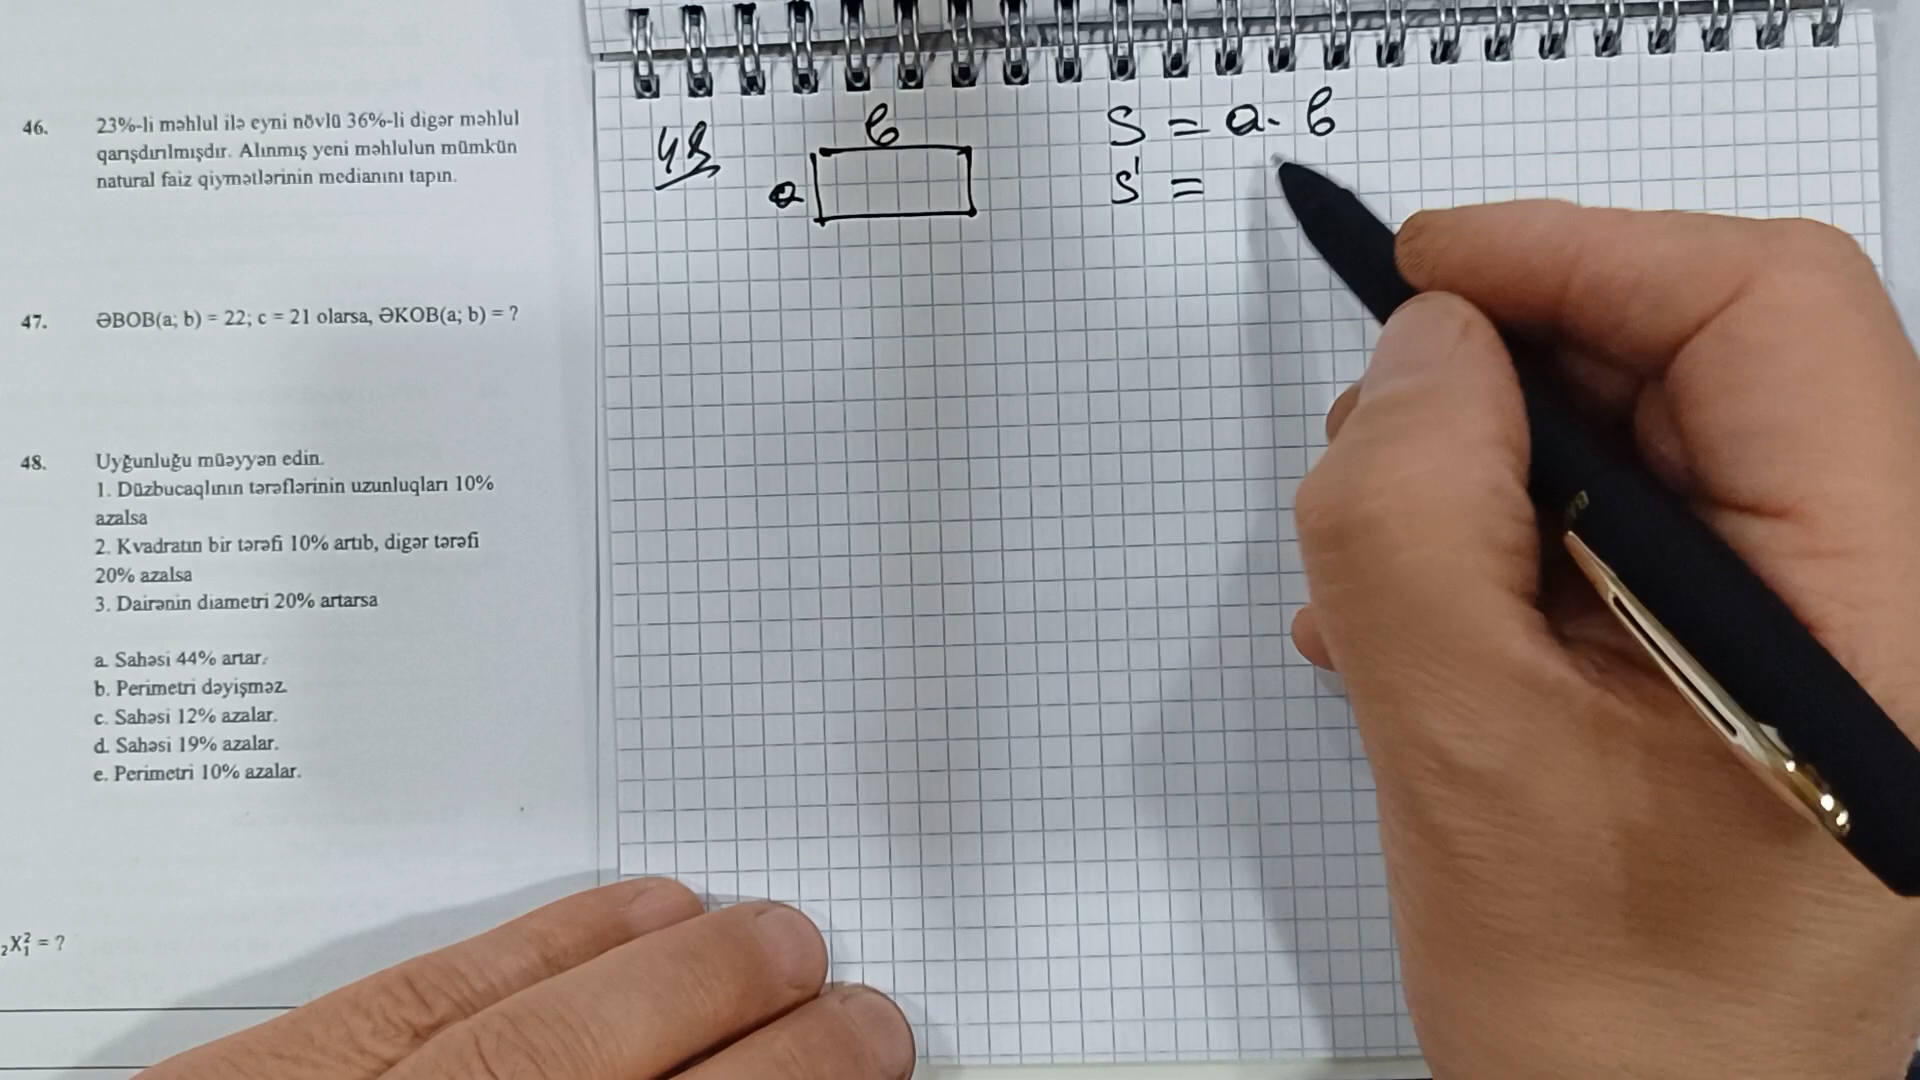 46. 23%-li məhlul ilə eyni növlü 36%-li digər məhlul
qarışdırılmışdır. Alınmış yeni məhlulun mümkün
natural faiz qiymətlərinin medianını tapın.
47. ƏBOB(a; b) = 22; c = 21 olarsa, ƏKOB(a; b) = ?
48. Uyğunluğu müəyyən edin.
1. Düzbucaqlının tərəflərinin uzunluqları 10%
azalsa
2. Kvadratın bir tərəfi 10% artıb, digər tərəfi
20% azalsa
3. Dairənin diametri 20% artarsa
a. Sahəsi 44% artar.
b. Perimetri dəyişməz.
c. Sahəsi 12% azalar.
d. Sahəsi 19% azalar.
e. Perimetri 10% azalar.
₂X₁² = ?
48
b
a
S = a · b
S' =